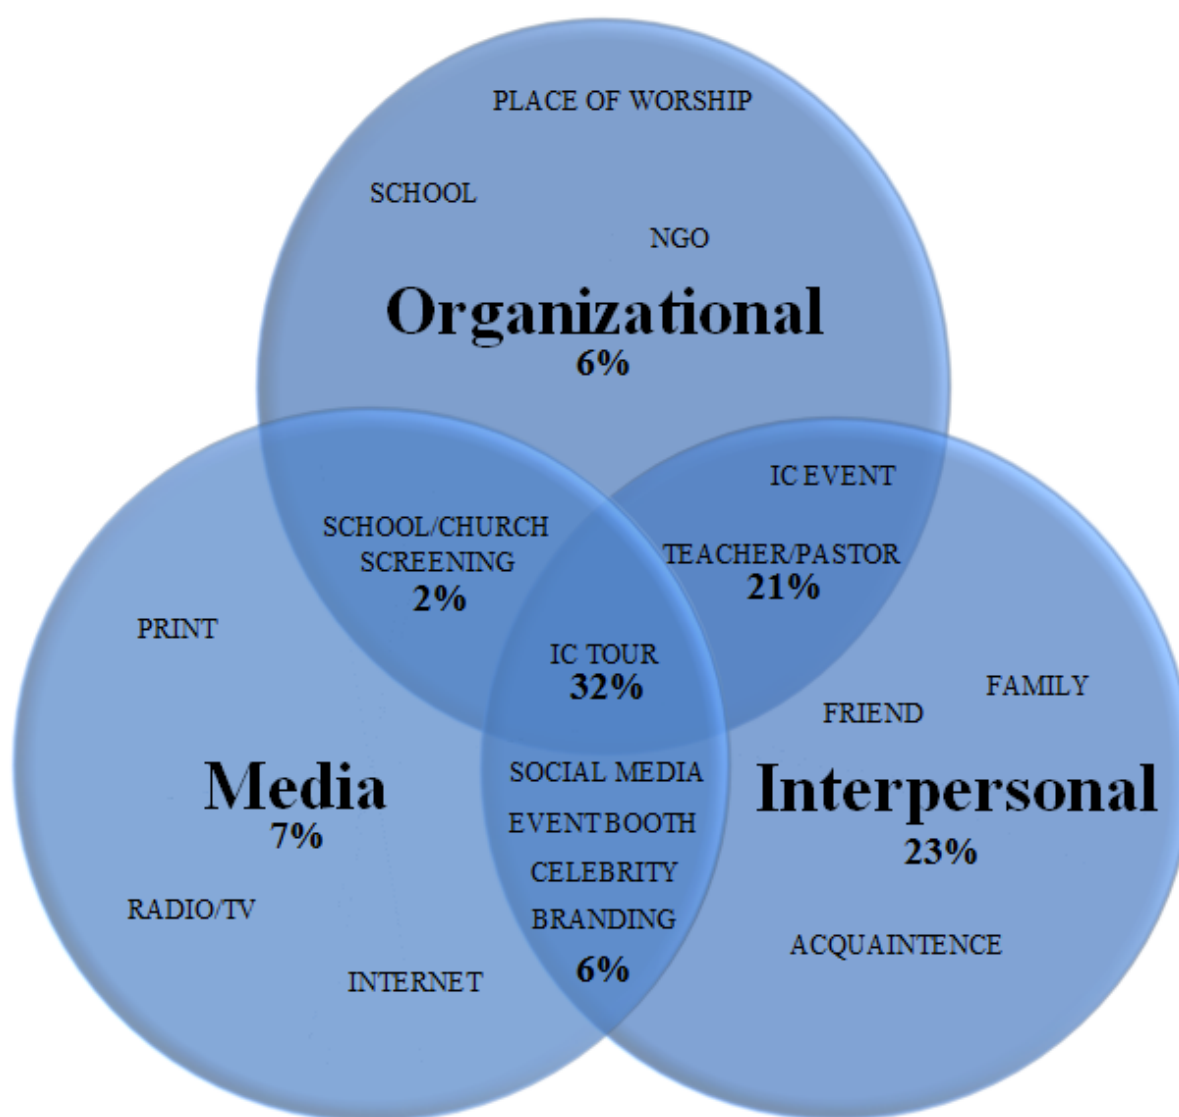 PLACE OF WORSHIP
SCHOOL
NGO
Organizational
6%
IC EVENT
SCHOOL/CHURCH
SCREENING
2%
TEACHER/PASTOR
21%
PRINT
IC TOUR
32%
FAMILY
FRIEND
Media
7%
SOCIAL MEDIA
EVENT BOOTH
CELEBRITY
BRANDING
6%
Interpersonal
23%
RADIO/TV
INTERNET
ACQUAINTENCE